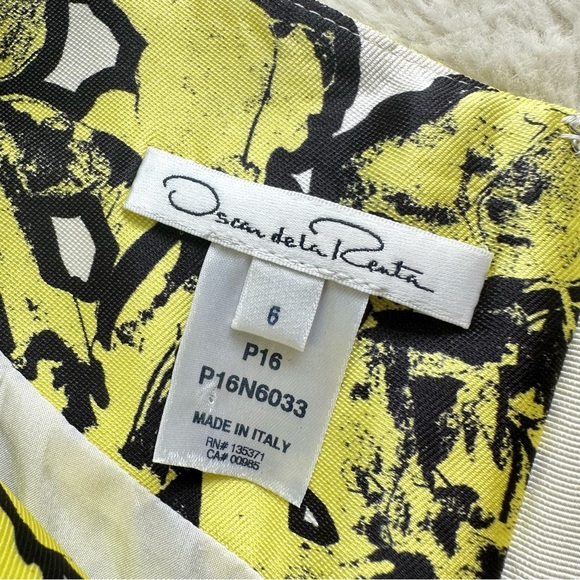 Oscar de la Renta
6
P16
P16N6033
MADE IN ITALY
RN# 135371
CA# 00985